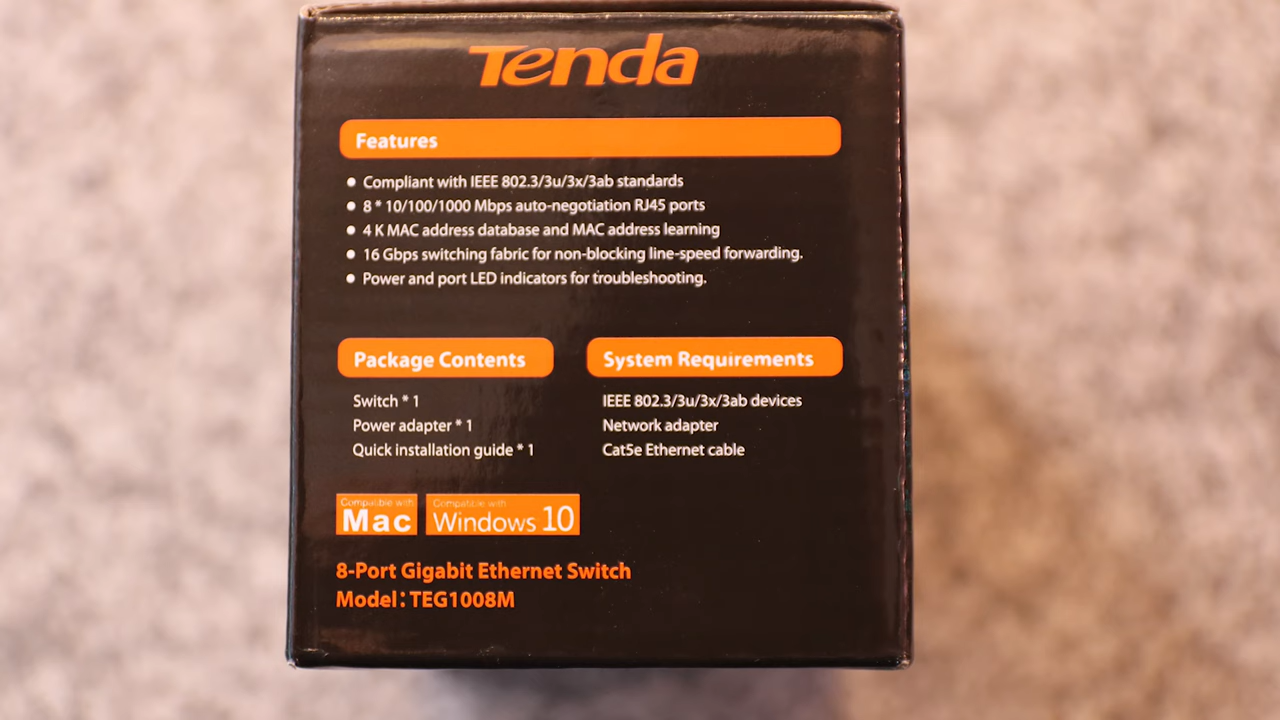 Tenda
Features
• Compliant with IEEE 802.3/3u/3x/3ab standards
• 8 * 10/100/1000 Mbps auto-negotiation RJ45 ports
• 4 K MAC address database and MAC address learning
• 16 Gbps switching fabric for non-blocking line-speed forwarding.
• Power and port LED indicators for troubleshooting.
Package Contents
Switch * 1
Power adapter * 1
Quick installation guide * 1
System Requirements
IEEE 802.3/3u/3x/3ab devices
Network adapter
Cat5e Ethernet cable
Compatible with
Mac
Compatible with
Windows 10
8-Port Gigabit Ethernet Switch
Model: TEG1008M